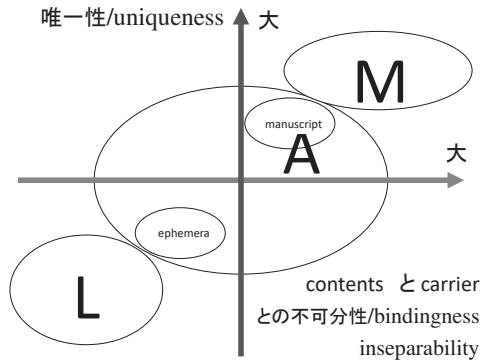 唯一性/uniqueness 大
M
manuscript
A
大
ephemera
L
contents と carrier
との不可分性/bindingness
inseparability